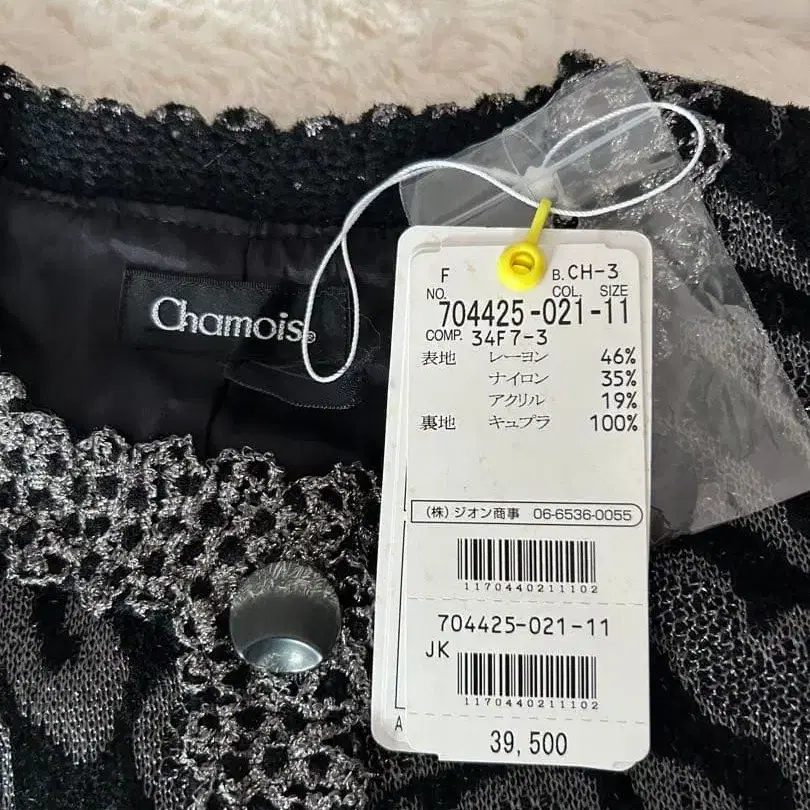 Chamois®
F B. CH-3
NO. COL. SIZE
704425-021-11
COMP. 34F7-3
表地 レーヨン 46%
ナイロン 35%
アクリル 19%
裏地 キュプラ 100%
(株) ジオン商事 06-6536-0055
1170440211102
704425-021-11
JK
1170440211102
A
39,500